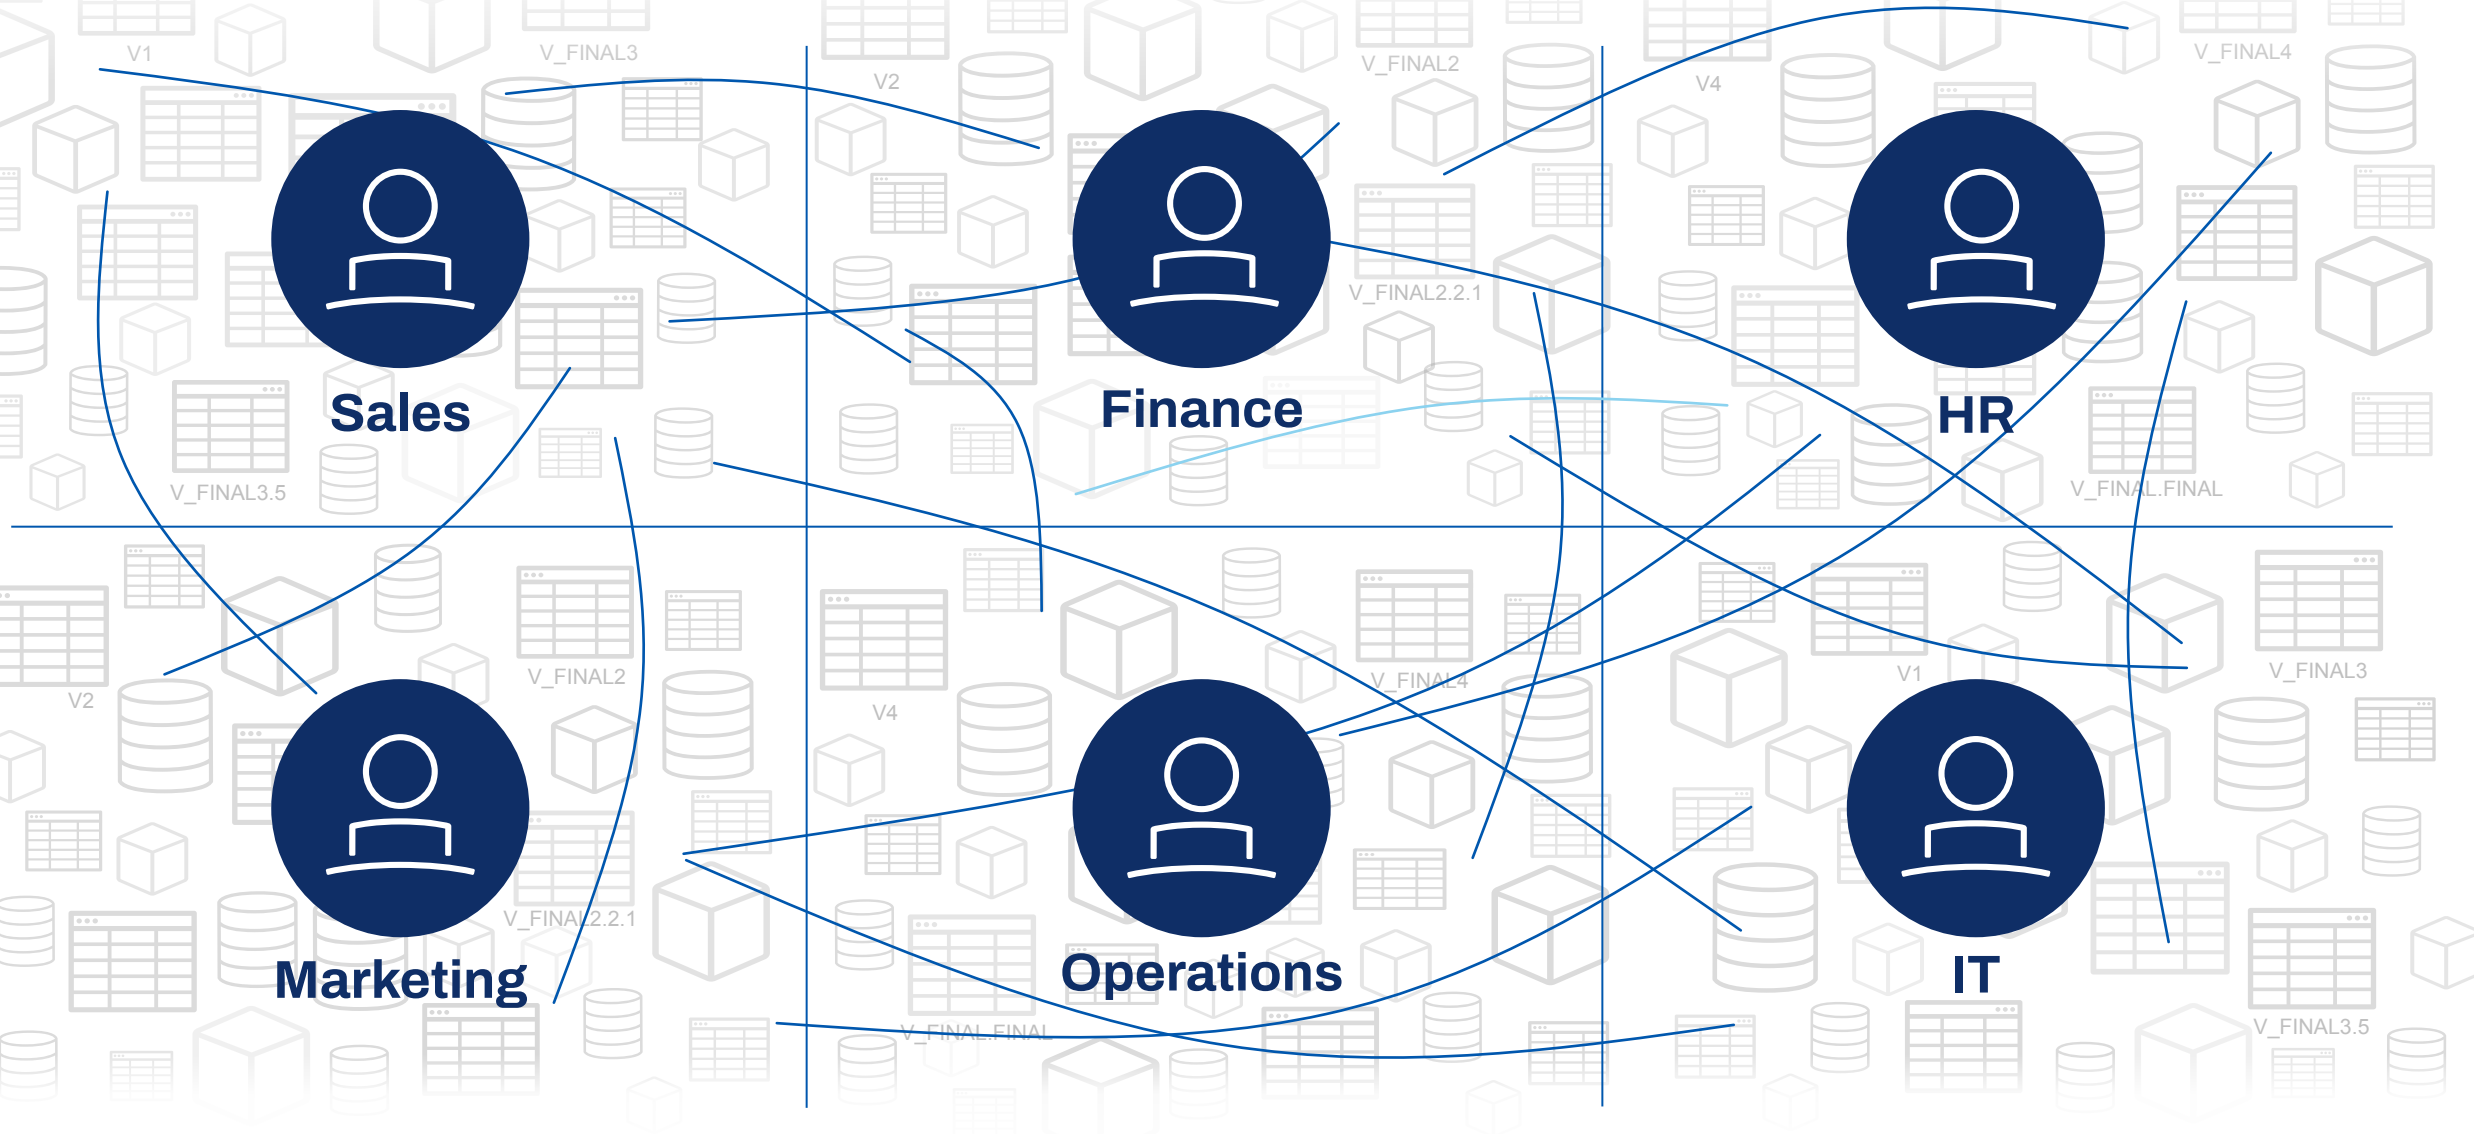 V1
V_FINAL3
V2
V_FINAL2
V4
V_FINAL4
V_FINAL2.2.1
Sales
Finance
HR
V_FINAL3.5
V_FINAL.FINAL
V2
V_FINAL2
V4
V_FINAL4
V1
V_FINAL3
V_FINAL2.2.1
Marketing
Operations
IT
V_FINAL.FINAL
V_FINAL3.5